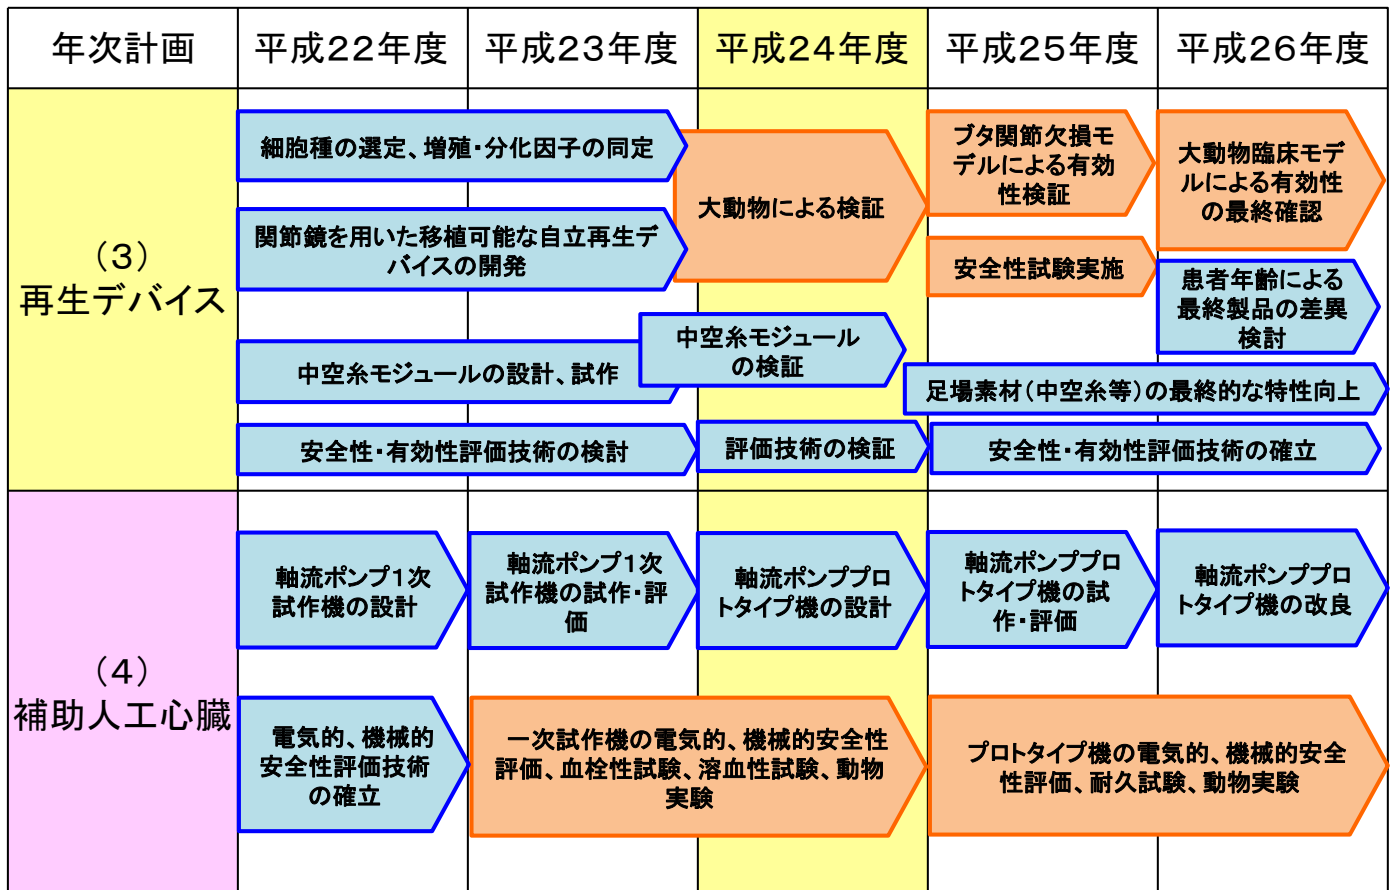 年次計画
平成22年度
平成23年度
平成24年度
平成25年度
平成26年度
（3）
再生デバイス
細胞種の選定、増殖・分化因子の同定
関節鏡を用いた移植可能な自立再生デ
バイスの開発
大動物による検証
ブタ関節欠損モ
デルによる有効
性検証
大動物臨床モデ
ルによる有効性
の最終確認
安全性試験実施
患者年齢による
最終製品の差異
検討
中空糸モジュールの設計、試作
中空糸モジュール
の検証
足場素材（中空糸等）の最終的な特性向上
安全性・有効性評価技術の検討
評価技術の検証
安全性・有効性評価技術の確立
（4）
補助人工心臓
軸流ポンプ1次
試作機の設計
軸流ポンプ1次
試作機の試作・評
価
軸流ポンププロ
トタイプ機の設計
軸流ポンププロ
トタイプ機の試
作・評価
軸流ポンププロ
トタイプ機の改良
電気的、機械的
安全性評価技術
の確立
一次試作機の電気的、機械的安全性
評価、血栓性試験、溶血性試験、動物
実験
プロトタイプ機の電気的、機械的安全
性評価、耐久試験、動物実験